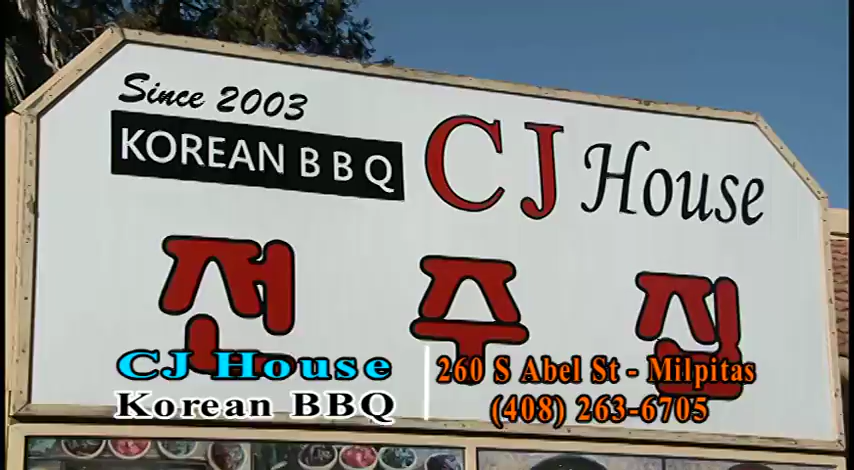 Since 2003
KOREAN BBQ
CJ House
전주집
CJ House
Korean BBQ
260 S Abel St - Milpitas
(408) 263-6705